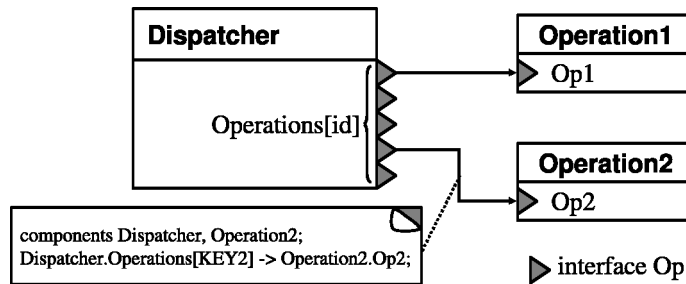 Dispatcher
Operations[id]
Operation1
Op1
Operation2
Op2
components Dispatcher, Operation2;
Dispatcher.Operations[KEY2] -> Operation2.Op2;
interface Op